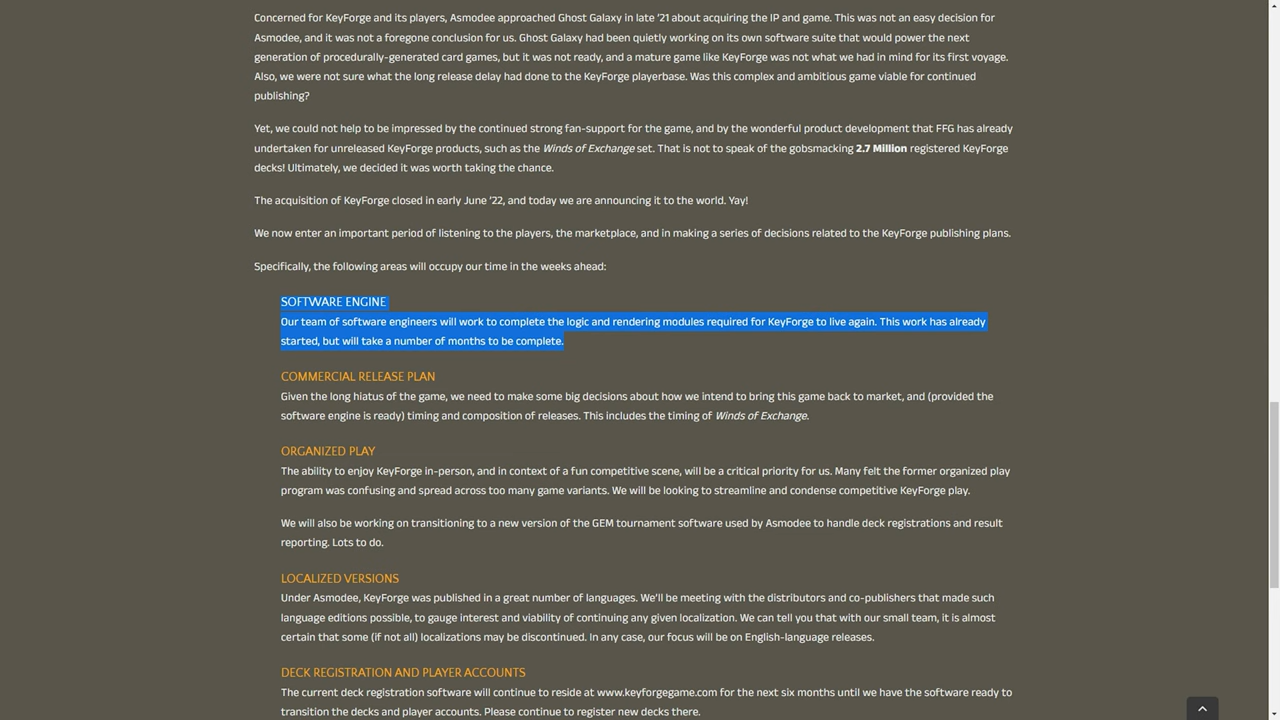 Concerned for KeyForge and its players, Asmodee approached Ghost Galaxy in late '21 about acquiring the IP and game. This was not an easy decision for
Asmodee, and it was not a foregone conclusion for us. Ghost Galaxy had been quietly working on its own software suite that would power the next
generation of procedurally-generated card games, but it was not ready, and a mature game like KeyForge was not what we had in mind for its first voyage.
Also, we were not sure what the long release delay had done to the KeyForge playerbase. Was this complex and ambitious game viable for continued
publishing?
Yet, we could not help to be impressed by the continued strong fan-support for the game, and by the wonderful product development that FFG has already
undertaken for unreleased KeyForge products, such as the Winds of Exchange set. That is not to speak of the gobsmacking 2.7 Million registered KeyForge
decks! Ultimately, we decided it was worth taking the chance.
The acquisition of KeyForge closed in early June '22, and today we are announcing it to the world. Yay!
We now enter an important period of listening to the players, the marketplace, and in making a series of decisions related to the KeyForge publishing plans.
Specifically, the following areas will occupy our time in the weeks ahead:
SOFTWARE ENGINE
Our team of software engineers will work to complete the logic and rendering modules required for KeyForge to live again. This work has already
started, but will take a number of months to be complete.
COMMERCIAL RELEASE PLAN
Given the long hiatus of the game, we need to make some big decisions about how we intend to bring this game back to market, and (provided the
software engine is ready) timing and composition of releases. This includes the timing of Winds of Exchange.
ORGANIZED PLAY
The ability to enjoy KeyForge in-person, and in context of a fun competitive scene, will be a critical priority for us. Many felt the former organized play
program was confusing and spread across too many game variants. We will be looking to streamline and condense competitive KeyForge play.
We will also be working on transitioning to a new version of the GEM tournament software used by Asmodee to handle deck registrations and result
reporting. Lots to do.
LOCALIZED VERSIONS
Under Asmodee, KeyForge was published in a great number of languages. We'll be meeting with the distributors and co-publishers that made such
language editions possible, to gauge interest and viability of continuing any given localization. We can tell you that with our small team, it is almost
certain that some (if not all) localizations may be discontinued. In any case, our focus will be on English-language releases.
DECK REGISTRATION AND PLAYER ACCOUNTS
The current deck registration software will continue to reside at www.keyforgegame.com for the next six months until we have the software ready to
transition the decks and player accounts. Please continue to register new decks there.